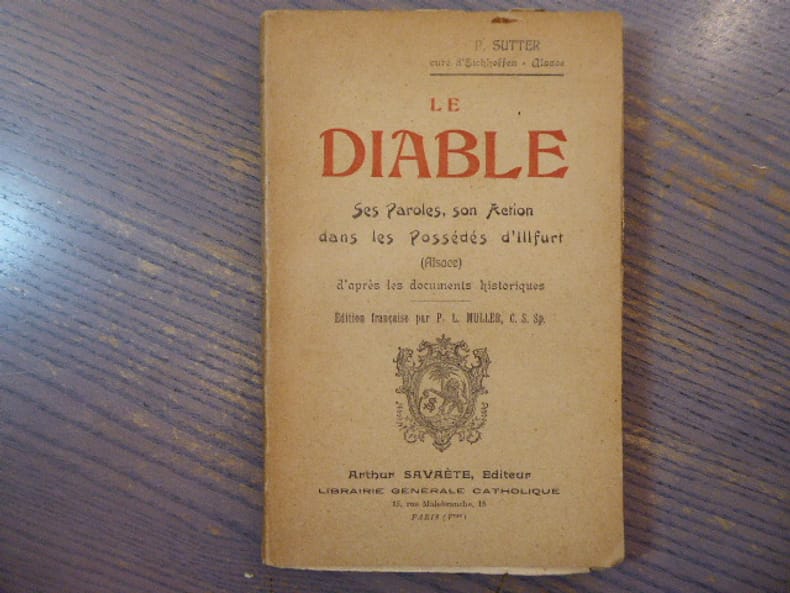 P. SUTTER
curé d'Eichhoffen - Alsace
LE
DIABLE
Ses Paroles, son Action
dans les Possédés d'Illfurt
(Alsace)
d'après les documents historiques
Edition française par P. L. MULLER, C. S. Sp.
Arthur SAVAÈTE, Editeur
LIBRAIRIE GENERALE CATHOLIQUE
15, rue Malebranche, 15
PARIS (Vme)